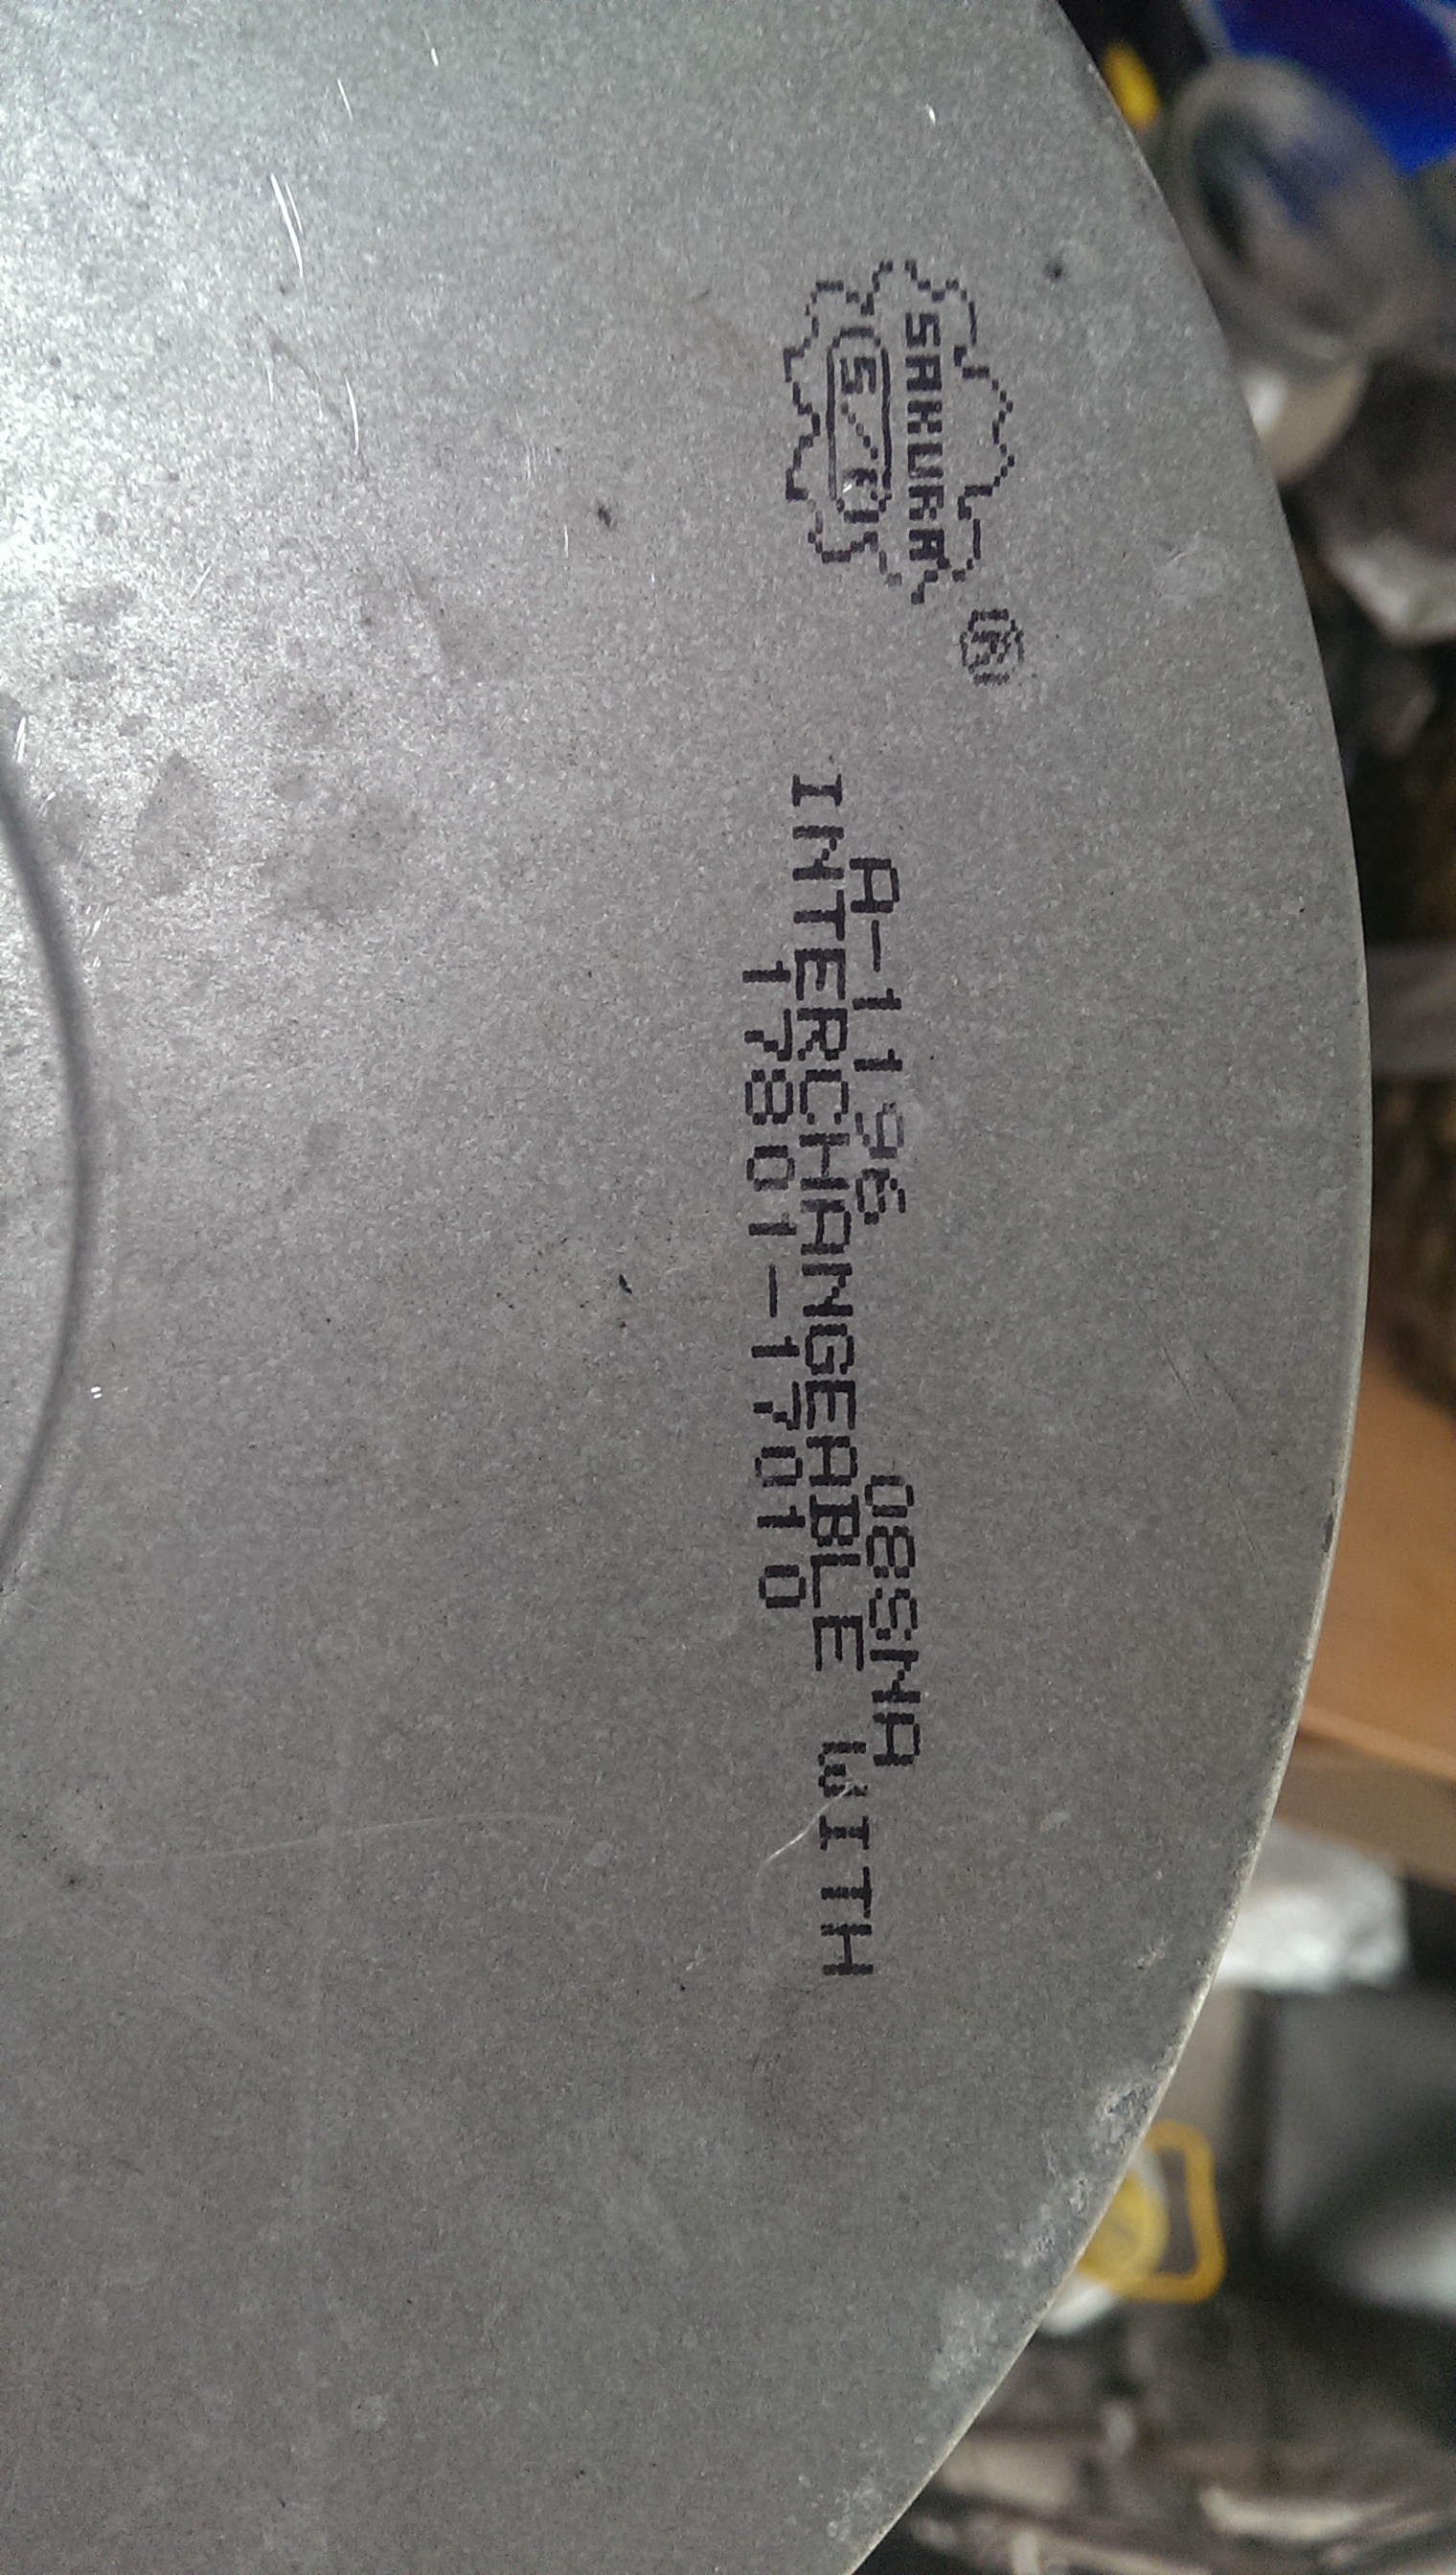 SAKURA
®
A-1196 08SNA
INTERCHANGEABLE WITH
17801-17010